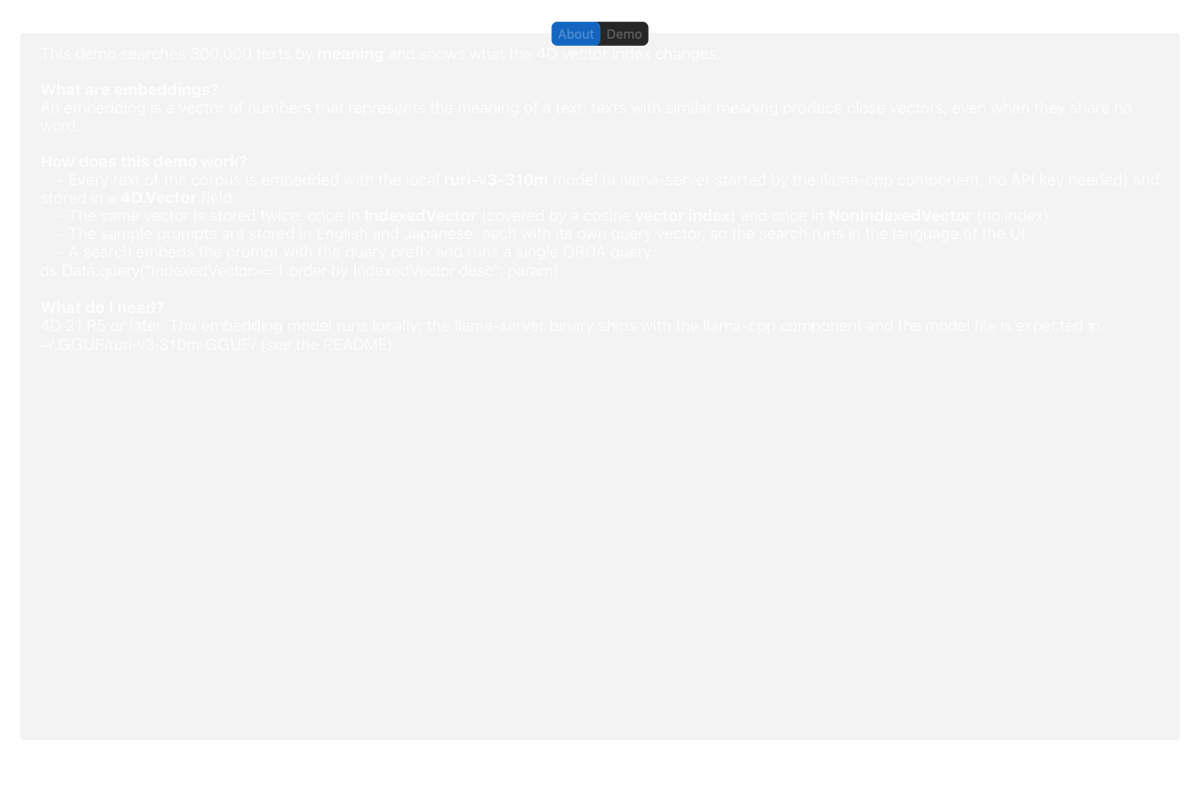 About Demo
This demo searches 300,000 texts by meaning and shows what the 4D vector index changes.
What are embeddings?
An embedding is a vector of numbers that represents the meaning of a text: texts with similar meaning produce close vectors, even when they share no
word.
How does this demo work?
- Every text of the corpus is embedded with the local ruri-v3-310m model (a llama-server started by the llama-cpp component, no API key needed) and
stored in a 4D.Vector field.
- The same vector is stored twice: once in IndexedVector (covered by a cosine vector index) and once in NonIndexedVector (no index).
- The sample prompts are stored in English and Japanese, each with its own query vector, so the search runs in the language of the UI.
- A search embeds the prompt with the query prefix and runs a single ORDA query:
ds.Data.query("IndexedVector>=:1 order by IndexedVector desc"; param)
What do I need?
4D 21 R5 or later. The embedding model runs locally: the llama-server binary ships with the llama-cpp component and the model file is expected in
~/.GGUF/ruri-v3-310m-GGUF/ (see the README).